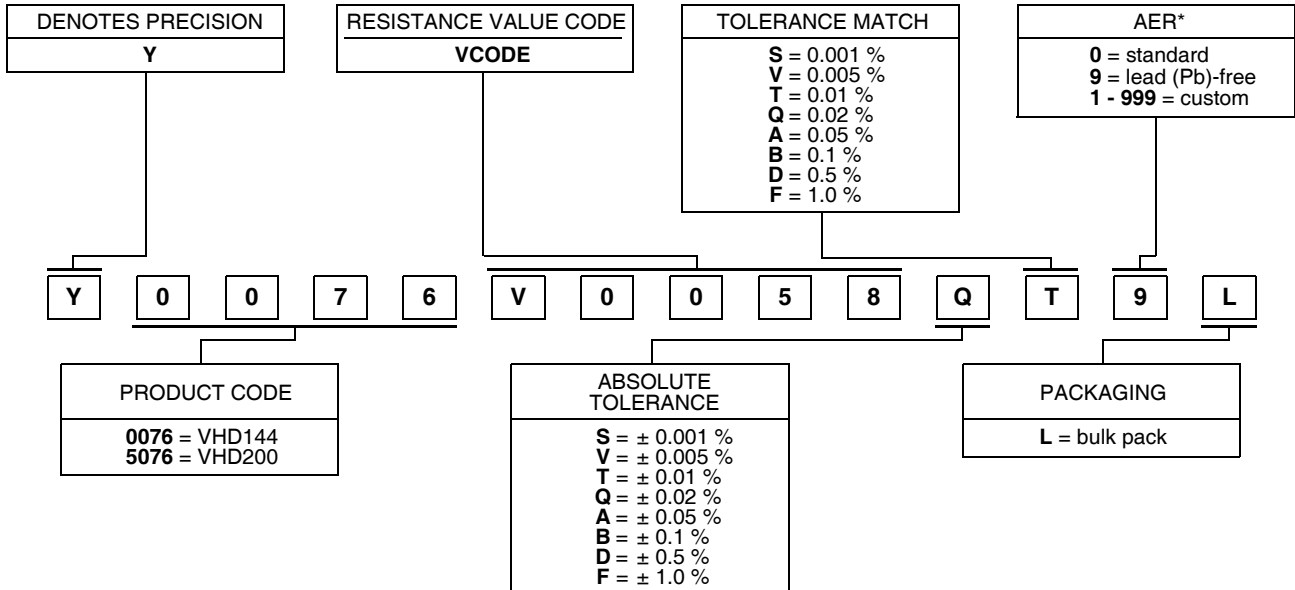 DENOTES PRECISION
Y
RESISTANCE VALUE CODE
VCODE
TOLERANCE MATCH
S = 0.001 %
V = 0.005 %
T = 0.01 %
Q = 0.02 %
A = 0.05 %
B = 0.1 %
D = 0.5 %
F = 1.0 %
AER*
0 = standard
9 = lead (Pb)-free
1 - 999 = custom
Y 0 0 7 6 V 0 0 5 8 Q T 9 L
PRODUCT CODE
0076 = VHD144
5076 = VHD200
ABSOLUTE
TOLERANCE
S = ± 0.001 %
V = ± 0.005 %
T = ± 0.01 %
Q = ± 0.02 %
A = ± 0.05 %
B = ± 0.1 %
D = ± 0.5 %
F = ± 1.0 %
PACKAGING
L = bulk pack